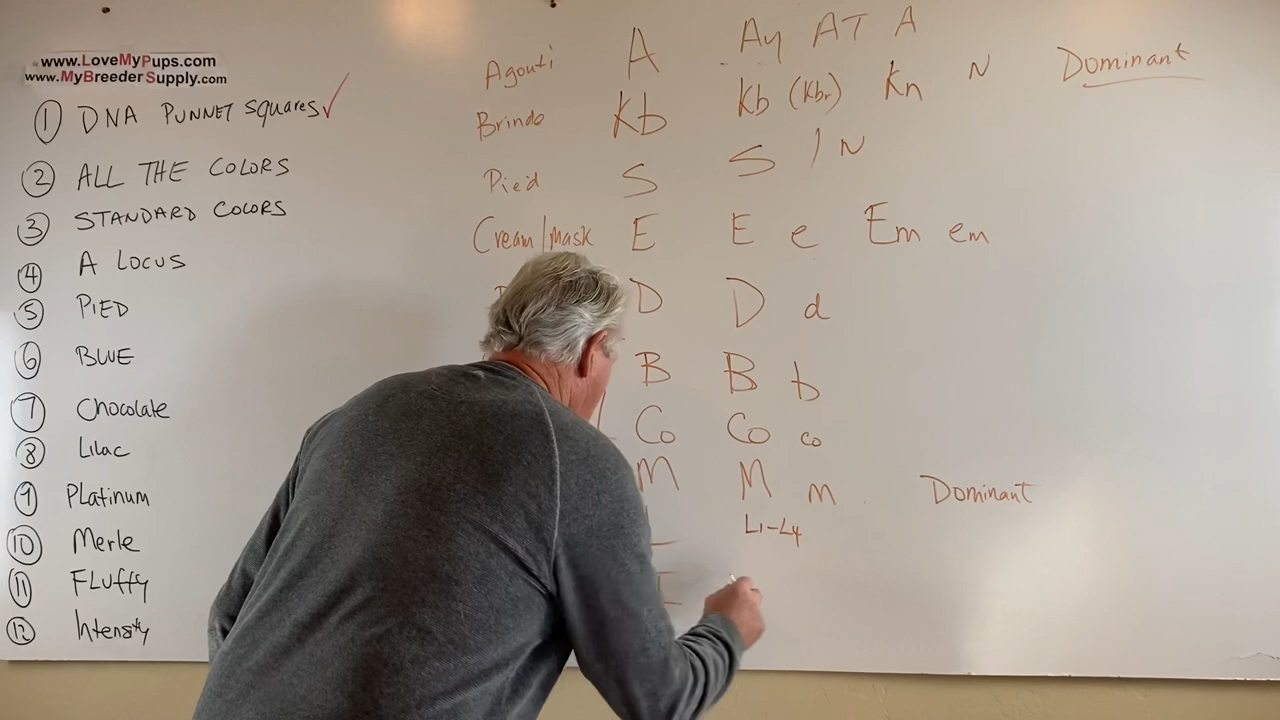 www.LoveMyPups.com
www.MyBreederSupply.com
① DNA PUNNET Squares ✓
② ALL THE COLORS
③ STANDARD COLORS
④ A LOCUS
⑤ PIED
⑥ BLUE
⑦ Chocolate
⑧ Lilac
⑨ Platinum
⑩ Merle
⑪ FLuffy
⑫ Intensity
Agouti A Ay AT A
Brindo Kb Kb (Kbr) Kn N Dominant
Pied S S / N
Cream/Mask E E e Em em
D D d
B B b
Co Co co
M M m Dominant
L1-L4